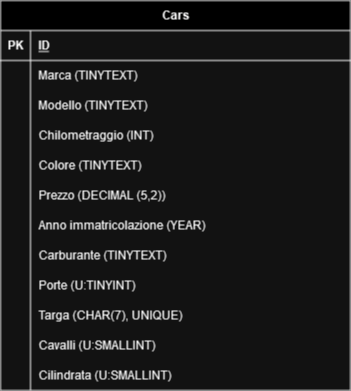 Cars
PK ID
Marca (TINYTEXT)
Modello (TINYTEXT)
Chilometraggio (INT)
Colore (TINYTEXT)
Prezzo (DECIMAL (5,2))
Anno immatricolazione (YEAR)
Carburante (TINYTEXT)
Porte (U:TINYINT)
Targa (CHAR(7), UNIQUE)
Cavalli (U:SMALLINT)
Cilindrata (U:SMALLINT)